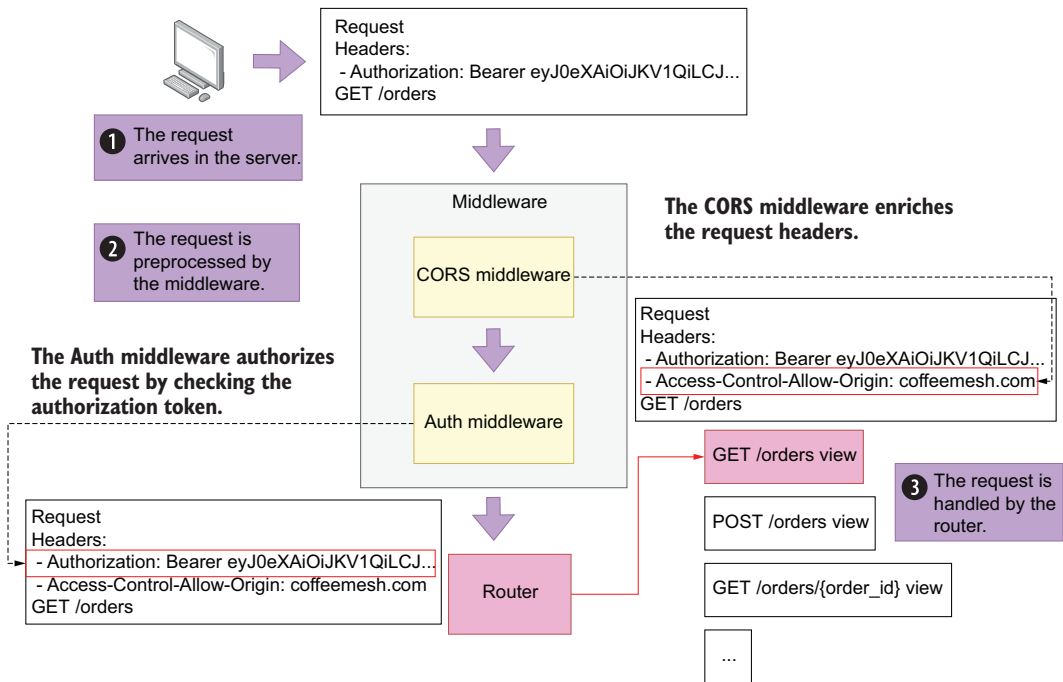 Request
Headers:
- Authorization: Bearer eyJ0eXAiOiJKV1QiLCJ...
GET /orders
1 The request
arrives in the server.
Middleware
The CORS middleware enriches
the request headers.
2 The request is
preprocessed by
the middleware.
CORS middleware
Request
Headers:
- Authorization: Bearer eyJ0eXAiOiJKV1QiLCJ...
- Access-Control-Allow-Origin: coffeemesh.com
GET /orders
The Auth middleware authorizes
the request by checking the
authorization token.
Auth middleware
GET /orders view
3 The request is
handled by the
router.
POST /orders view
Request
Headers:
- Authorization: Bearer eyJ0eXAiOiJKV1QiLCJ...
- Access-Control-Allow-Origin: coffeemesh.com
GET /orders
Router
GET /orders/{order_id} view
...